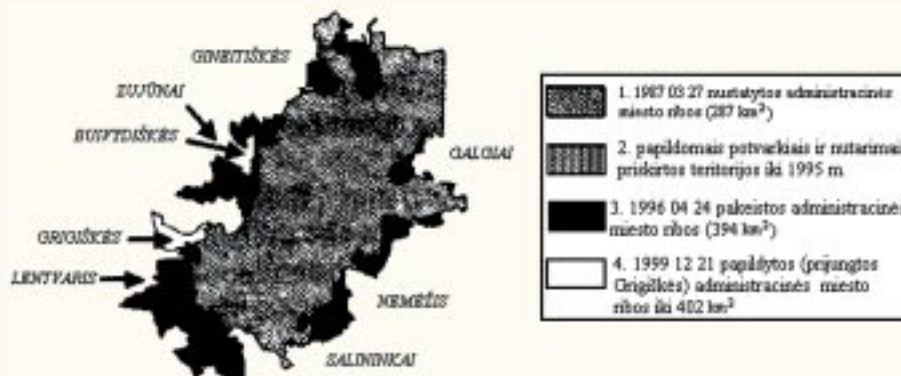 GINEITIŠKĖS
ZUJŪNAI
BUIVYDIŠKĖS
GALGIAI
GRIGIŠKĖS
LENTVARIS
NEMĖŽIS
SALININKAI
1. 1987 03 27 nustatytos administracinės
miesto ribos (287 km²)
2. papildomais potvarkiais ir nutarimai
priskirtos teritorijos iki 1995 m.
3. 1996 04 24 pakeistos administracinės
miesto ribos (394 km²)
4. 1999 12 21 papildytos (prijungtos
Grigiškės) administracinės miesto
ribos iki 402 km²